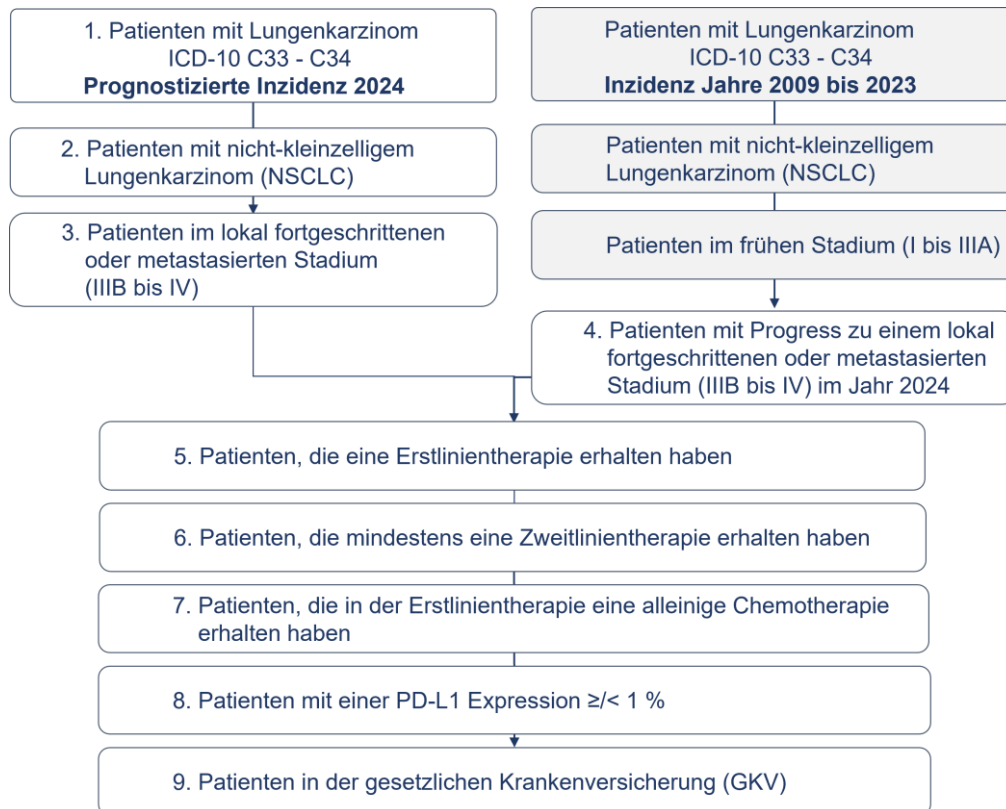 1. Patienten mit Lungenkarzinom
ICD-10 C33 - C34
Prognostizierte Inzidenz 2024
2. Patienten mit nicht-kleinzelligem
Lungenkarzinom (NSCLC)
3. Patienten im lokal fortgeschrittenen
oder metastasierten Stadium
(IIIB bis IV)
Patienten mit Lungenkarzinom
ICD-10 C33 - C34
Inzidenz Jahre 2009 bis 2023
Patienten mit nicht-kleinzelligem
Lungenkarzinom (NSCLC)
Patienten im frühen Stadium (I bis IIIA)
4. Patienten mit Progress zu einem lokal
fortgeschrittenen oder metastasierten
Stadium (IIIB bis IV) im Jahr 2024
5. Patienten, die eine Erstlinientherapie erhalten haben
6. Patienten, die mindestens eine Zweitlinientherapie erhalten haben
7. Patienten, die in der Erstlinientherapie eine alleinige Chemotherapie
erhalten haben
8. Patienten mit einer PD-L1 Expression ≥/< 1 %
9. Patienten in der gesetzlichen Krankenversicherung (GKV)